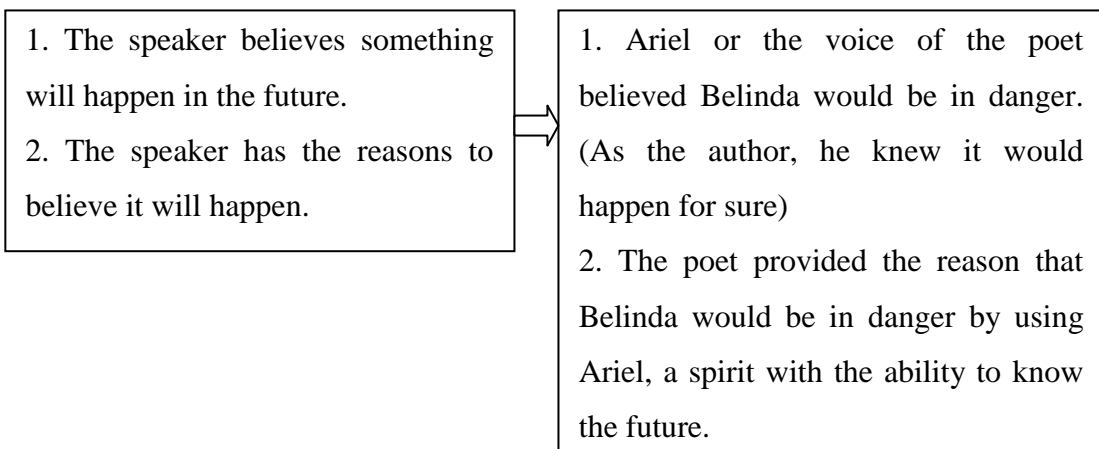 1. The speaker believes something
will happen in the future.
2. The speaker has the reasons to
believe it will happen.
1. Ariel or the voice of the poet
believed Belinda would be in danger.
(As the author, he knew it would
happen for sure)
2. The poet provided the reason that
Belinda would be in danger by using
Ariel, a spirit with the ability to know
the future.